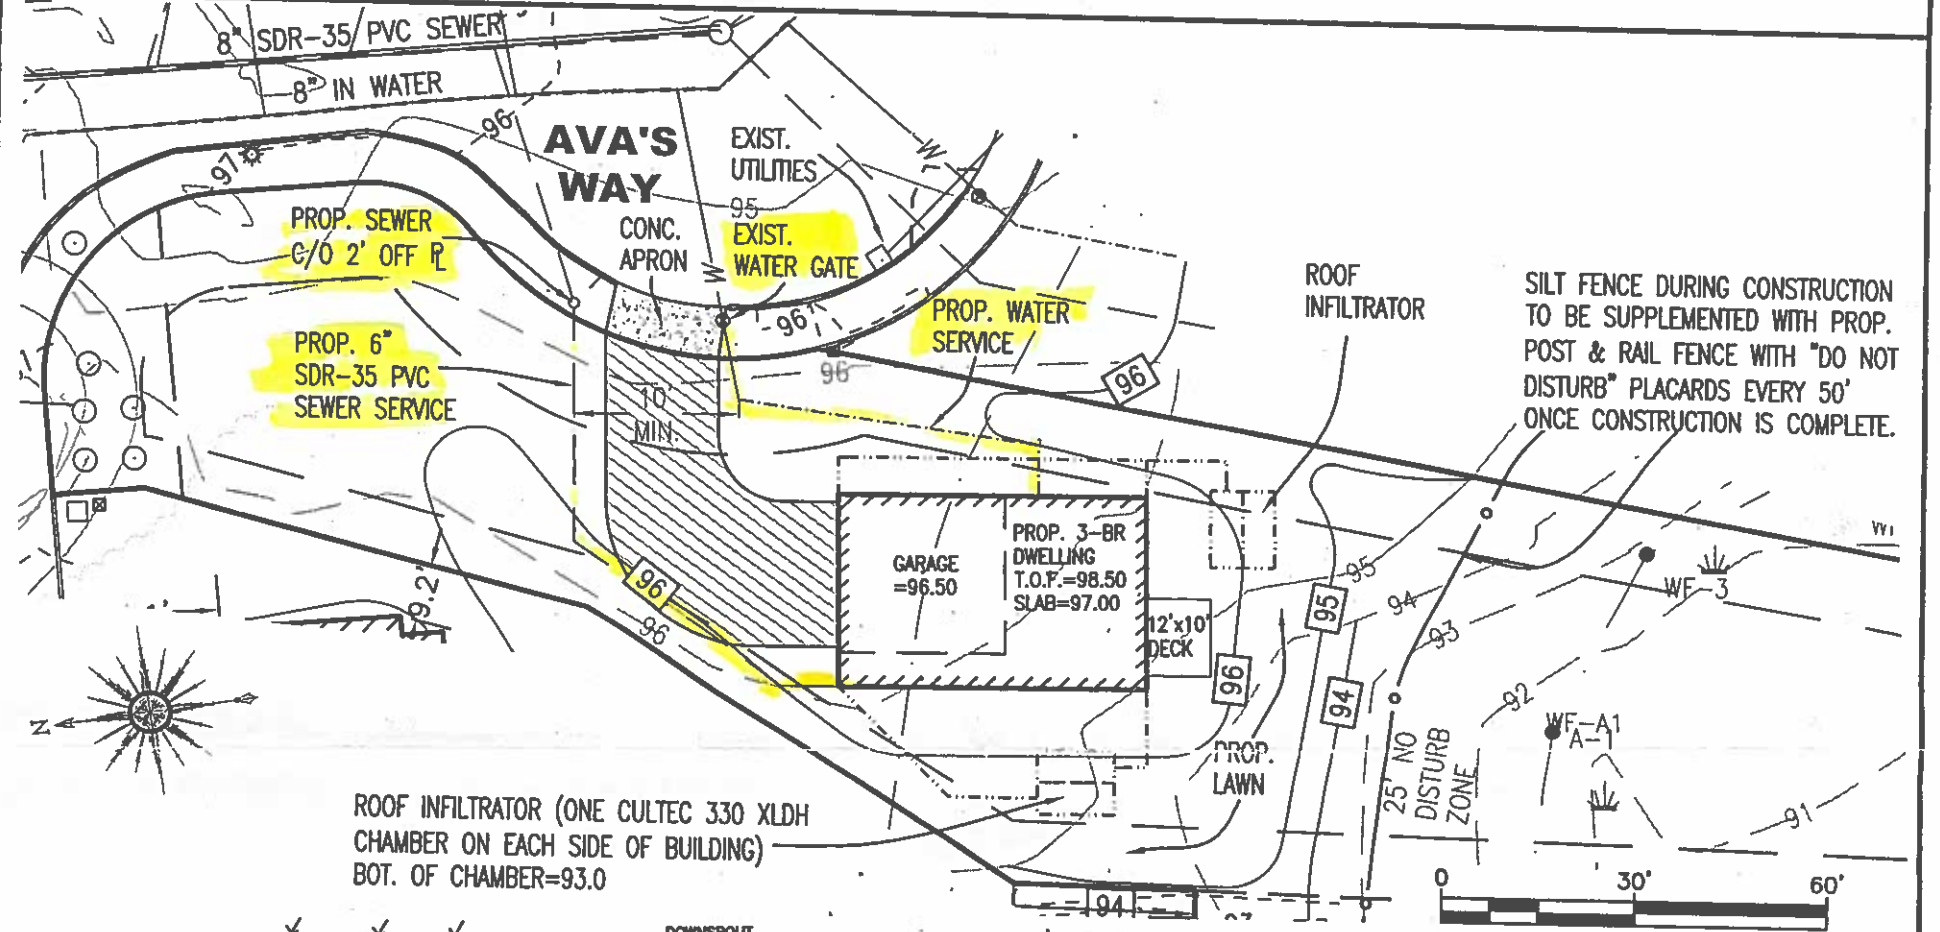 8" SDR-35 PVC SEWER
8" IN WATER
96
97
AVA'S
WAY
EXIST.
UTILITIES
W
95
PROP. SEWER
C/O 2' OFF PL
CONC.
APRON
W
EXIST.
WATER GATE
PROP. WATER
SERVICE
96
96
96
ROOF
INFILTRATOR
SILT FENCE DURING CONSTRUCTION
TO BE SUPPLEMENTED WITH PROP.
POST & RAIL FENCE WITH "DO NOT
DISTURB" PLACARDS EVERY 50'
ONCE CONSTRUCTION IS COMPLETE.
PROP. 6"
SDR-35 PVC
SEWER SERVICE
10'
MIN.
GARAGE
=96.50
PROP. 3-BR
DWELLING
T.O.F.=98.50
SLAB=97.00
12'x10'
DECK
96
96
95
94
93
92
91
WF-3
WF-A1
A-1
95
96
94
PROP.
LAWN
25' NO
DISTURB
ZONE
N
ROOF INFILTRATOR (ONE CULTEC 330 XLDH
CHAMBER ON EACH SIDE OF BUILDING)
BOT. OF CHAMBER=93.0
94
0 30' 60'
DOWNSPOUT